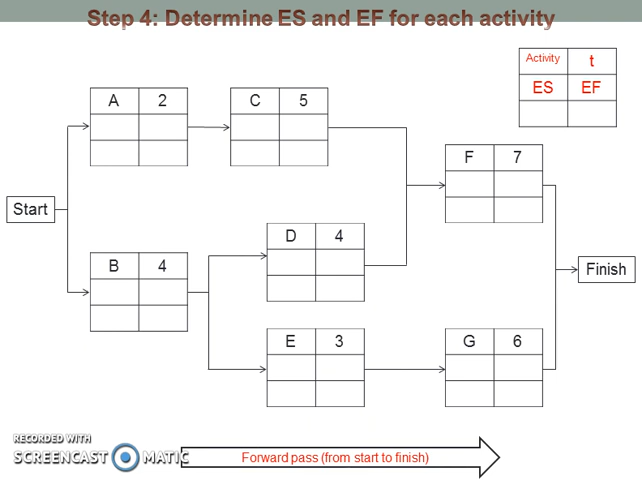 Step 4: Determine ES and EF for each activity
Activity t
ES EF
A 2
C 5
F 7
Start
D 4
B 4
Finish
E 3
G 6
RECORDED WITH
SCREENCAST MATIC
Forward pass (from start to finish)